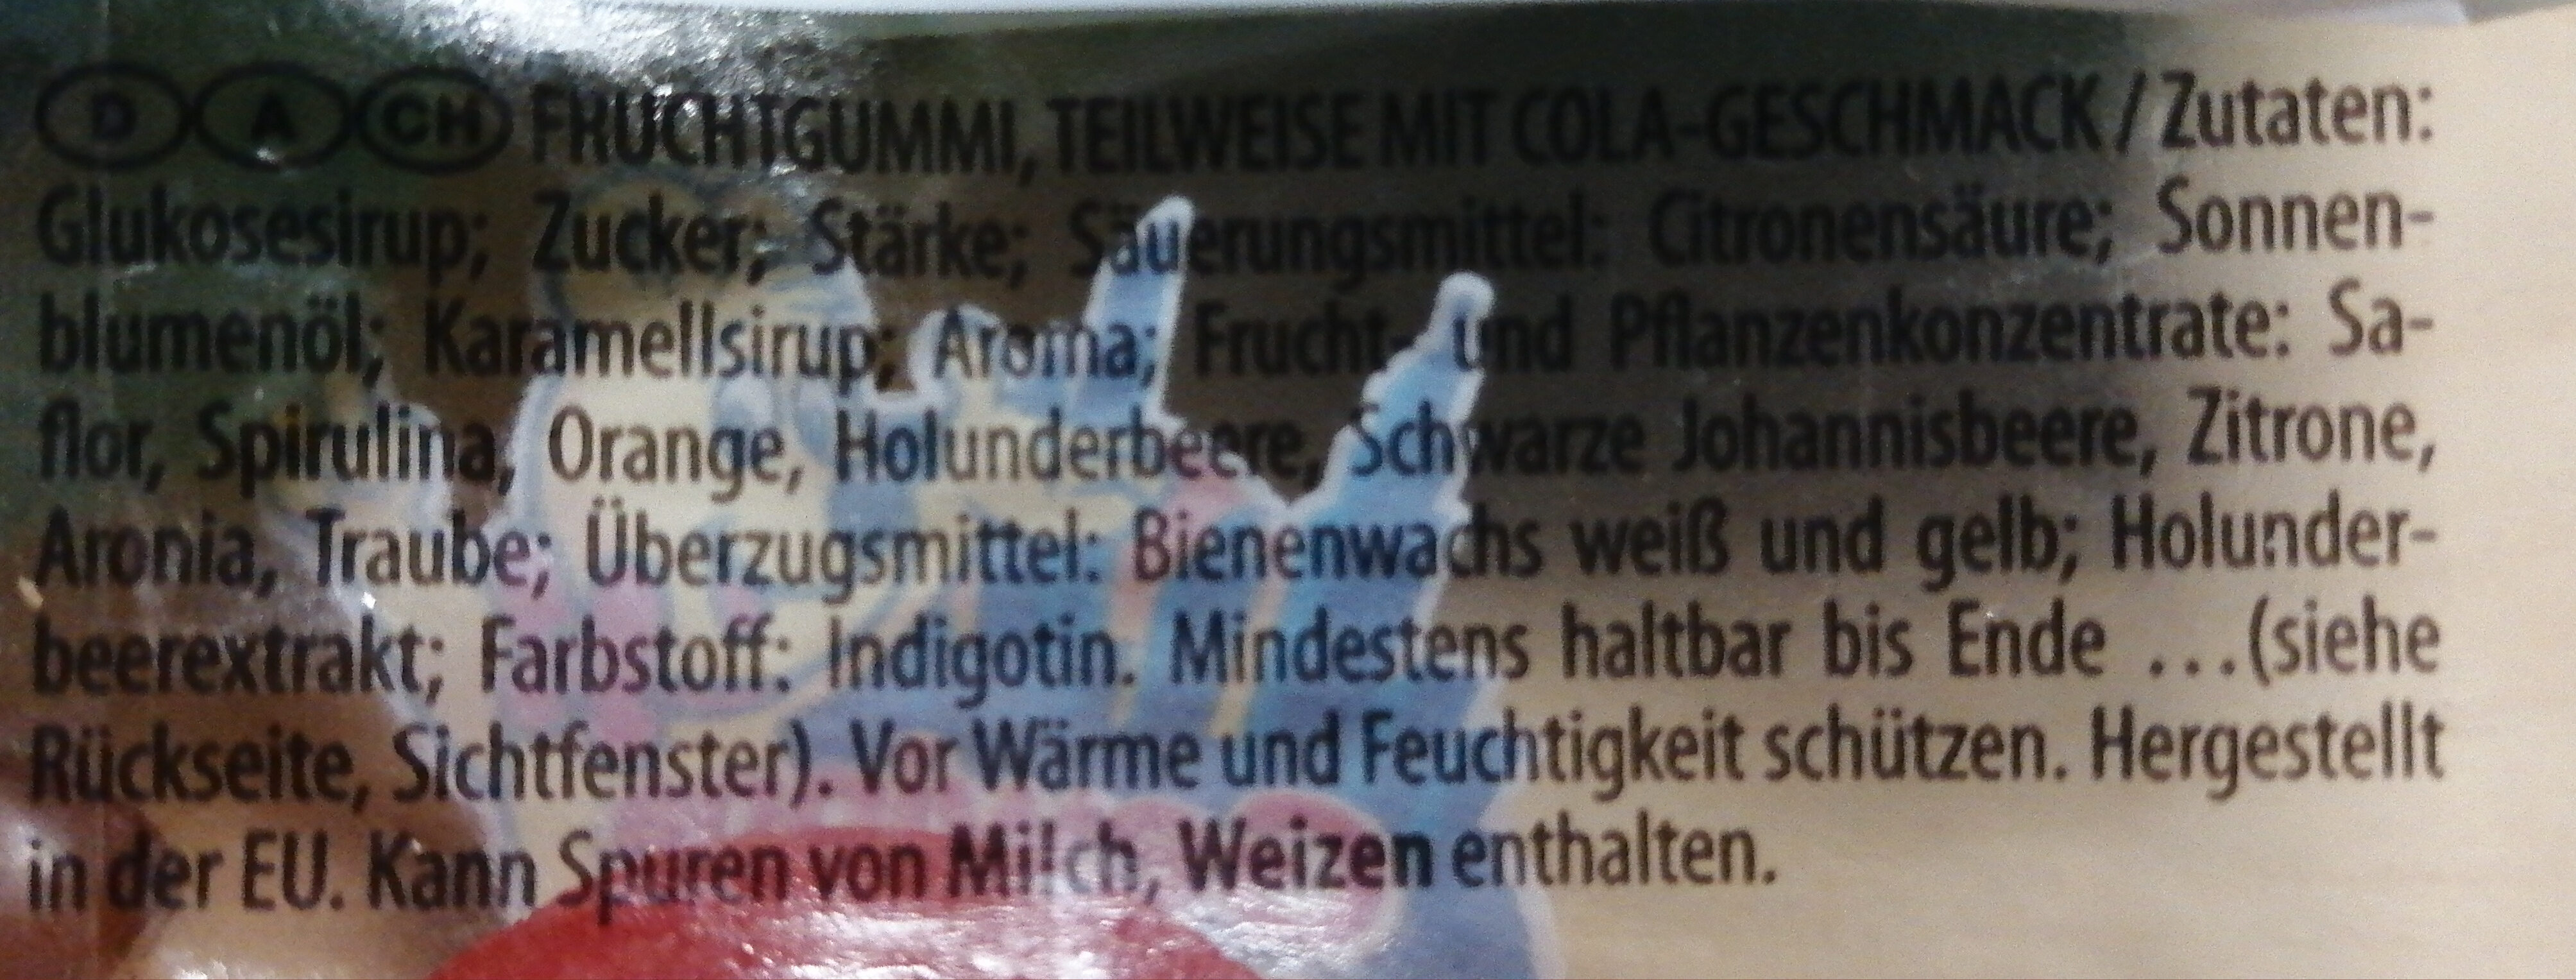 D A CH FRUCHTGUMMI, TEILWEISE MIT COLA-GESCHMACK / Zutaten:
Glukosesirup; Zucker; Stärke; Säuerungsmittel: Citronensäure; Sonnen-
blumenöl; Karamellsirup; Aroma; Frucht- und Pflanzenkonzentrate: Sa-
flor, Spirulina, Orange, Holunderbeere, Schwarze Johannisbeere, Zitrone,
Aronia, Traube; Überzugsmittel: Bienenwachs weiß und gelb; Holunder-
beerextrakt; Farbstoff: Indigotin. Mindestens haltbar bis Ende ...(siehe
Rückseite, Sichtfenster). Vor Wärme und Feuchtigkeit schützen. Hergestellt
in der EU. Kann Spuren von Milch, Weizen enthalten.